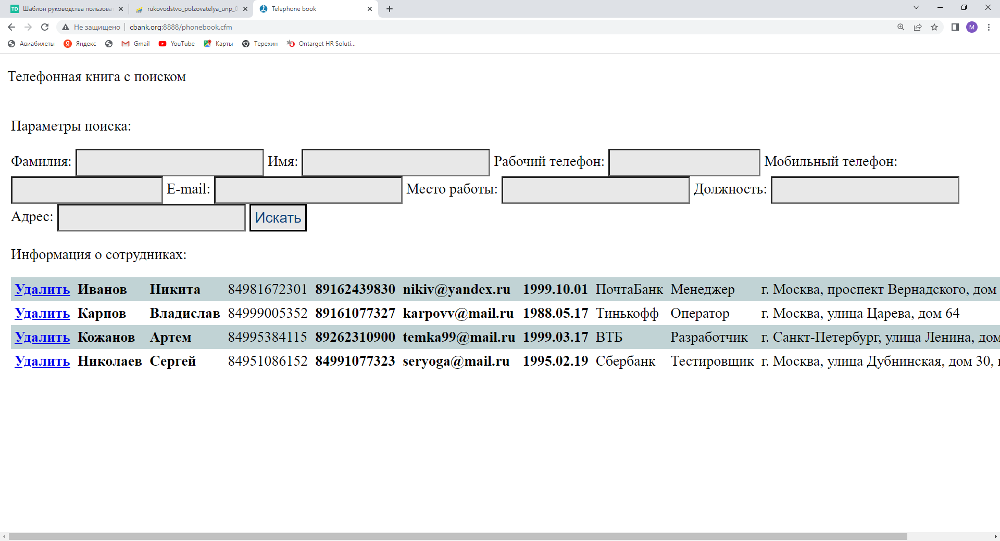 TD Шаблон руководства пользоват
rukovodstvo_polzovatelya_unp_0
Telephone book
Не защищено cbank.org:8888/phonebook.cfm
M
Авиабилеты Яндекс Gmail YouTube Карты Терехин Ontarget HR Soluti...
Телефонная книга с поиском
Параметры поиска:
Фамилия: Имя: Рабочий телефон: Мобильный телефон:
E-mail: Место работы: Должность:
Адрес: Искать
Информация о сотрудниках:
Удалить Иванов Никита 84981672301 89162439830 nikiv@yandex.ru 1999.10.01 ПочтаБанк Менеджер г. Москва, проспект Вернадского, дом
Удалить Карпов Владислав 84999005352 89161077327 karpovv@mail.ru 1988.05.17 Тинькофф Оператор г. Москва, улица Царева, дом 64
Удалить Кожанов Артем 84995384115 89262310900 temka99@mail.ru 1999.03.17 ВТБ Разработчик г. Санкт-Петербург, улица Ленина, дом
Удалить Николаев Сергей 84951086152 84991077323 seryoga@mail.ru 1995.02.19 Сбербанк Тестировщик г. Москва, улица Дубнинская, дом 30,